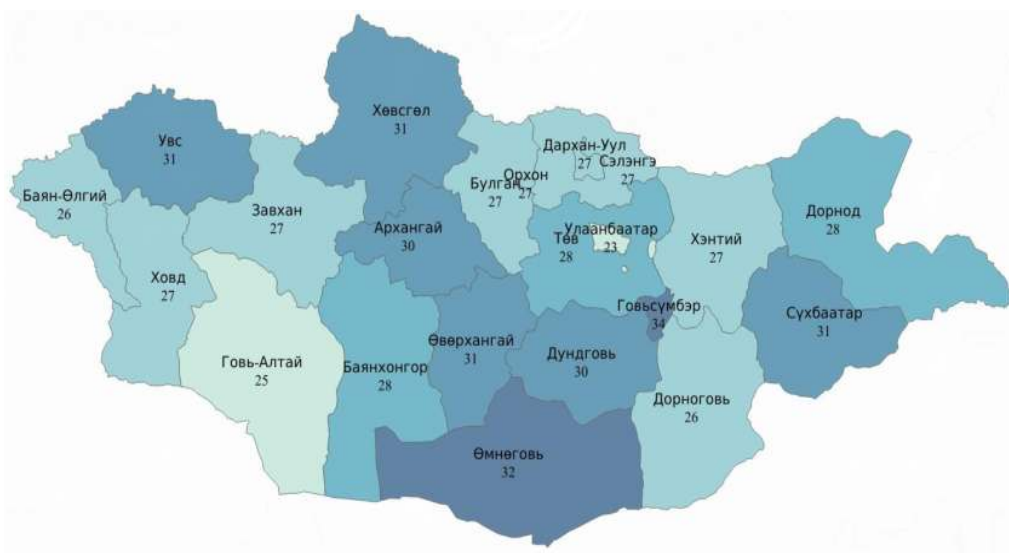 Хөвсгөл
31
Увс
31
Дархан-Уул
27
Сэлэнгэ
27
Орхон
27
Булган
27
Баян-Өлгий
26
Завхан
27
Архангай
30
Улаанбаатар
23
Төв
28
Хэнтий
27
Дорнод
28
Ховд
27
Говьсүмбэр
34
Сүхбаатар
31
Өвөрхангай
31
Дундговь
30
Говь-Алтай
25
Баянхонгор
28
Дорноговь
26
Өмнөговь
32